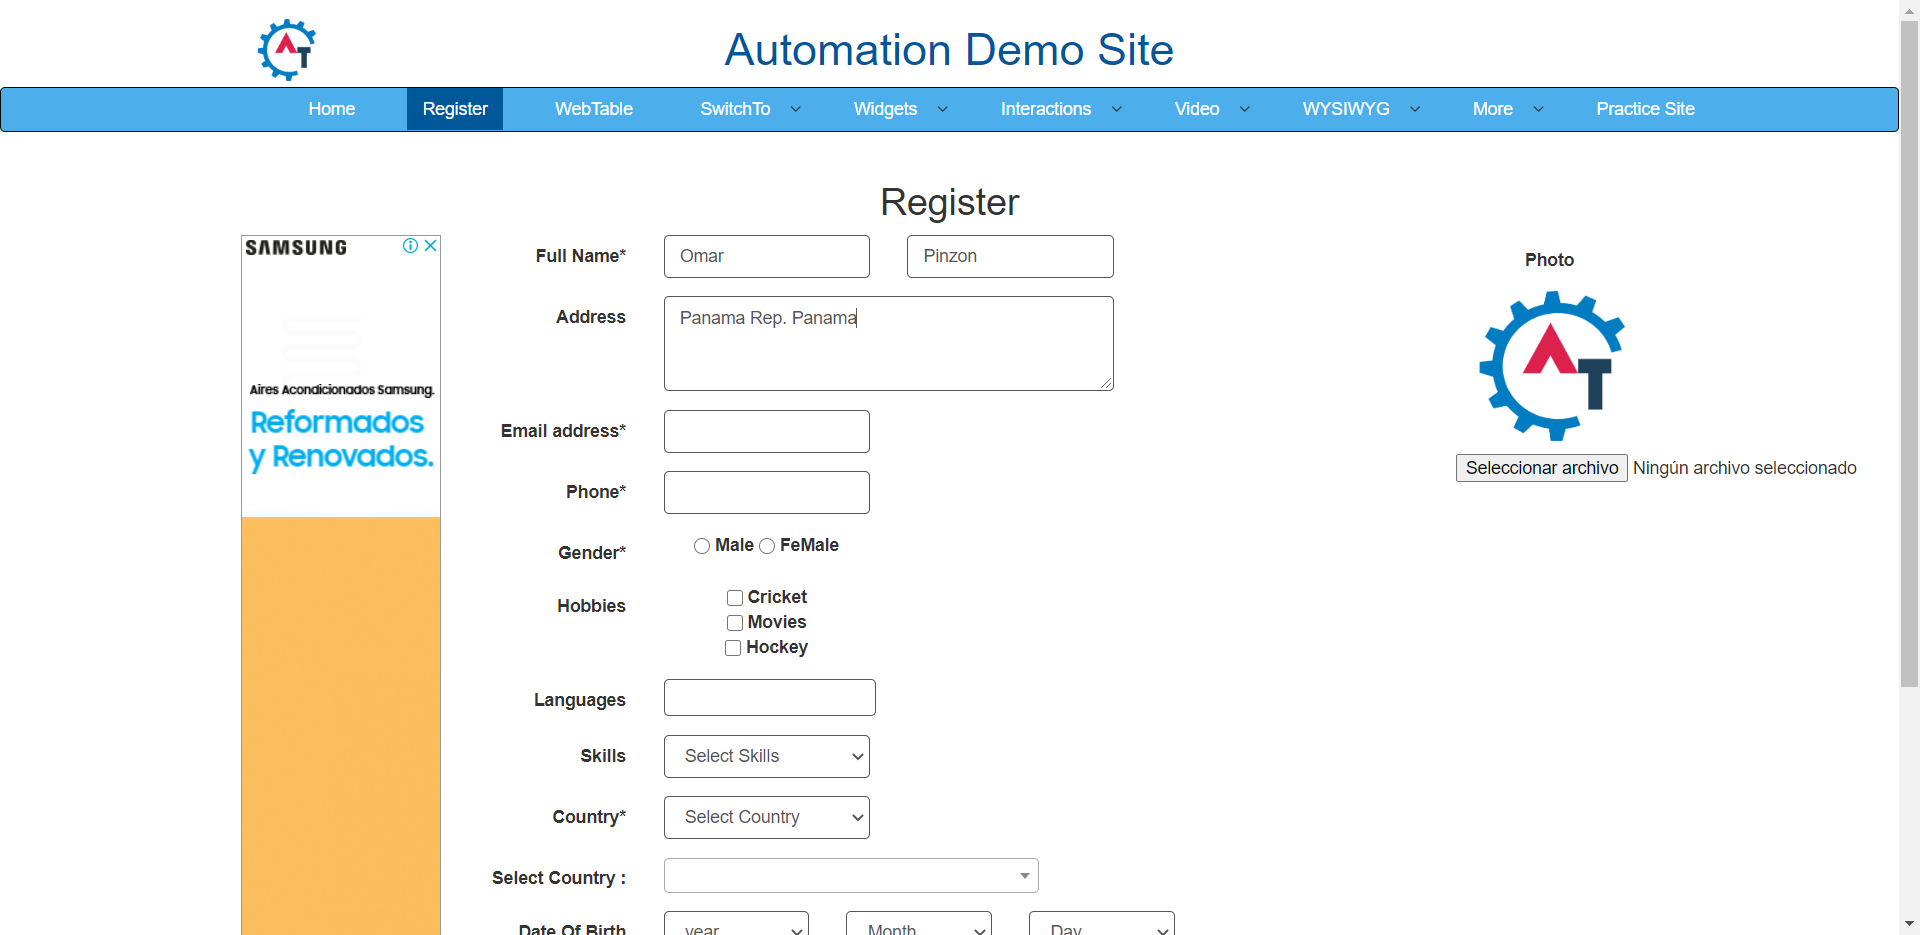 AT
Automation Demo Site
Home Register WebTable SwitchTo Widgets Interactions Video WYSIWYG More Practice Site
Register
SAMSUNG
Aires Acondicionados Samsung.
Reformados
y Renovados.
Full Name* Omar Pinzon
Address Panama Rep. Panama
Email address*
Phone*
Gender* Male FeMale
Hobbies Cricket
Movies
Hockey
Languages
Skills Select Skills
Country* Select Country
Select Country :
Date Of Birth year Month Day
Photo
AT
Seleccionar archivo Ningún archivo seleccionado